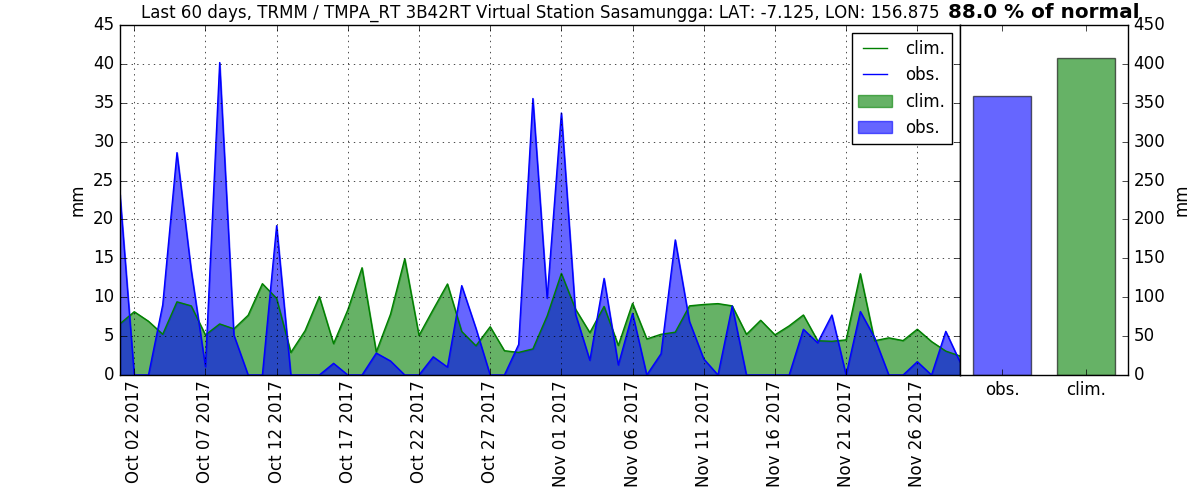 Last 60 days, TRMM / TMPA_RT 3B42RT Virtual Station Sasamungga: LAT: -7.125, LON: 156.875
88.0 % of normal
45
40
35
30
25
20
15
10
5
0
mm
clim.
obs.
clim.
obs.
Oct 02 2017
Oct 07 2017
Oct 12 2017
Oct 17 2017
Oct 22 2017
Oct 27 2017
Nov 01 2017
Nov 06 2017
Nov 11 2017
Nov 16 2017
Nov 21 2017
Nov 26 2017
450
400
350
300
250
200
150
100
50
0
mm
obs.
clim.